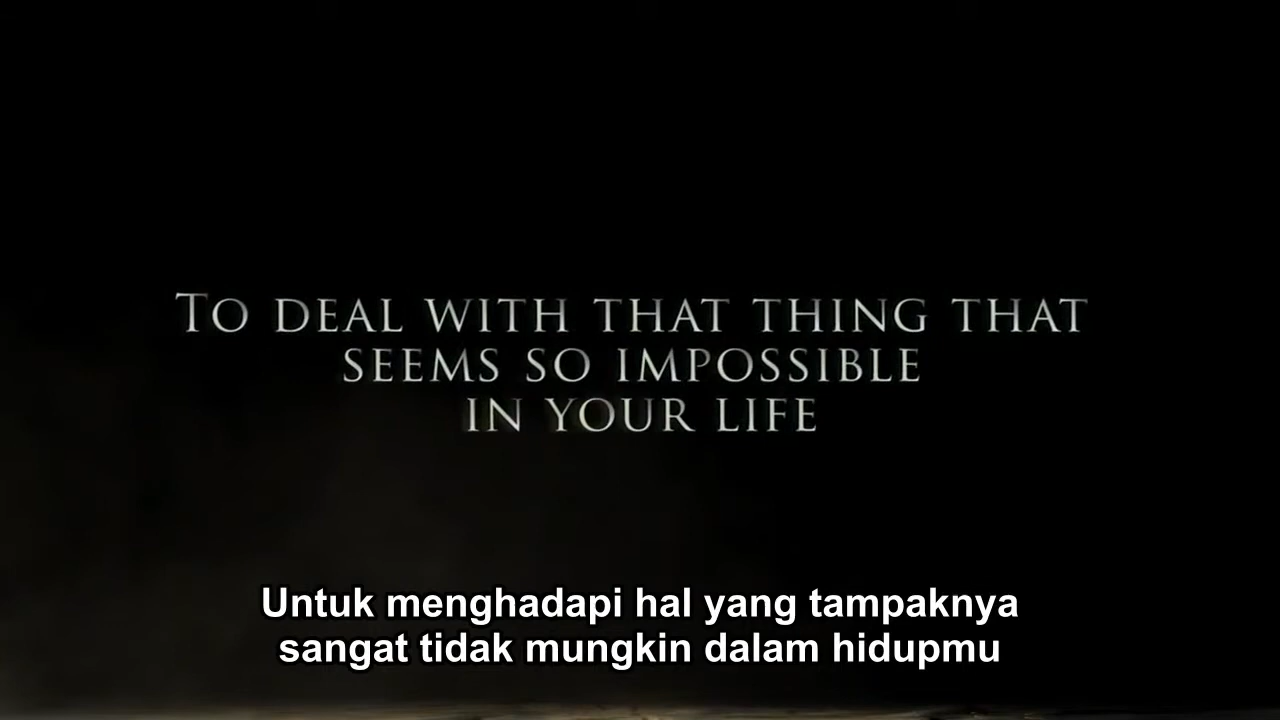 To deal with that thing that
seems so impossible
in your life
Untuk menghadapi hal yang tampaknya
sangat tidak mungkin dalam hidupmu